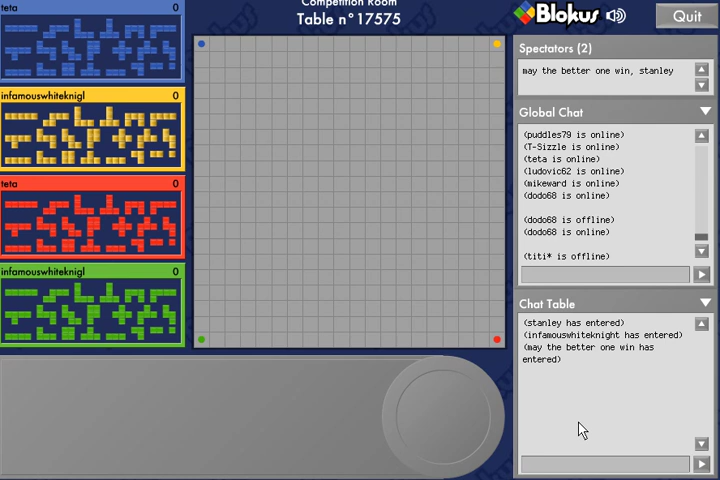 Competition Room
Table n°17575
Blokus
Quit
teta 0
infamouswhiteknigl 0
teta 0
infamouswhiteknigl 0
Spectators (2)
may the better one win, stanley
Global Chat
(puddles79 is online)
(T-Sizzle is online)
(teta is online)
(ludovic62 is online)
(mikeward is online)
(dodo68 is online)
(dodo68 is offline)
(dodo68 is online)
(titi* is offline)
Chat Table
(stanley has entered)
(infamouswhiteknight has entered)
(may the better one win has
entered)